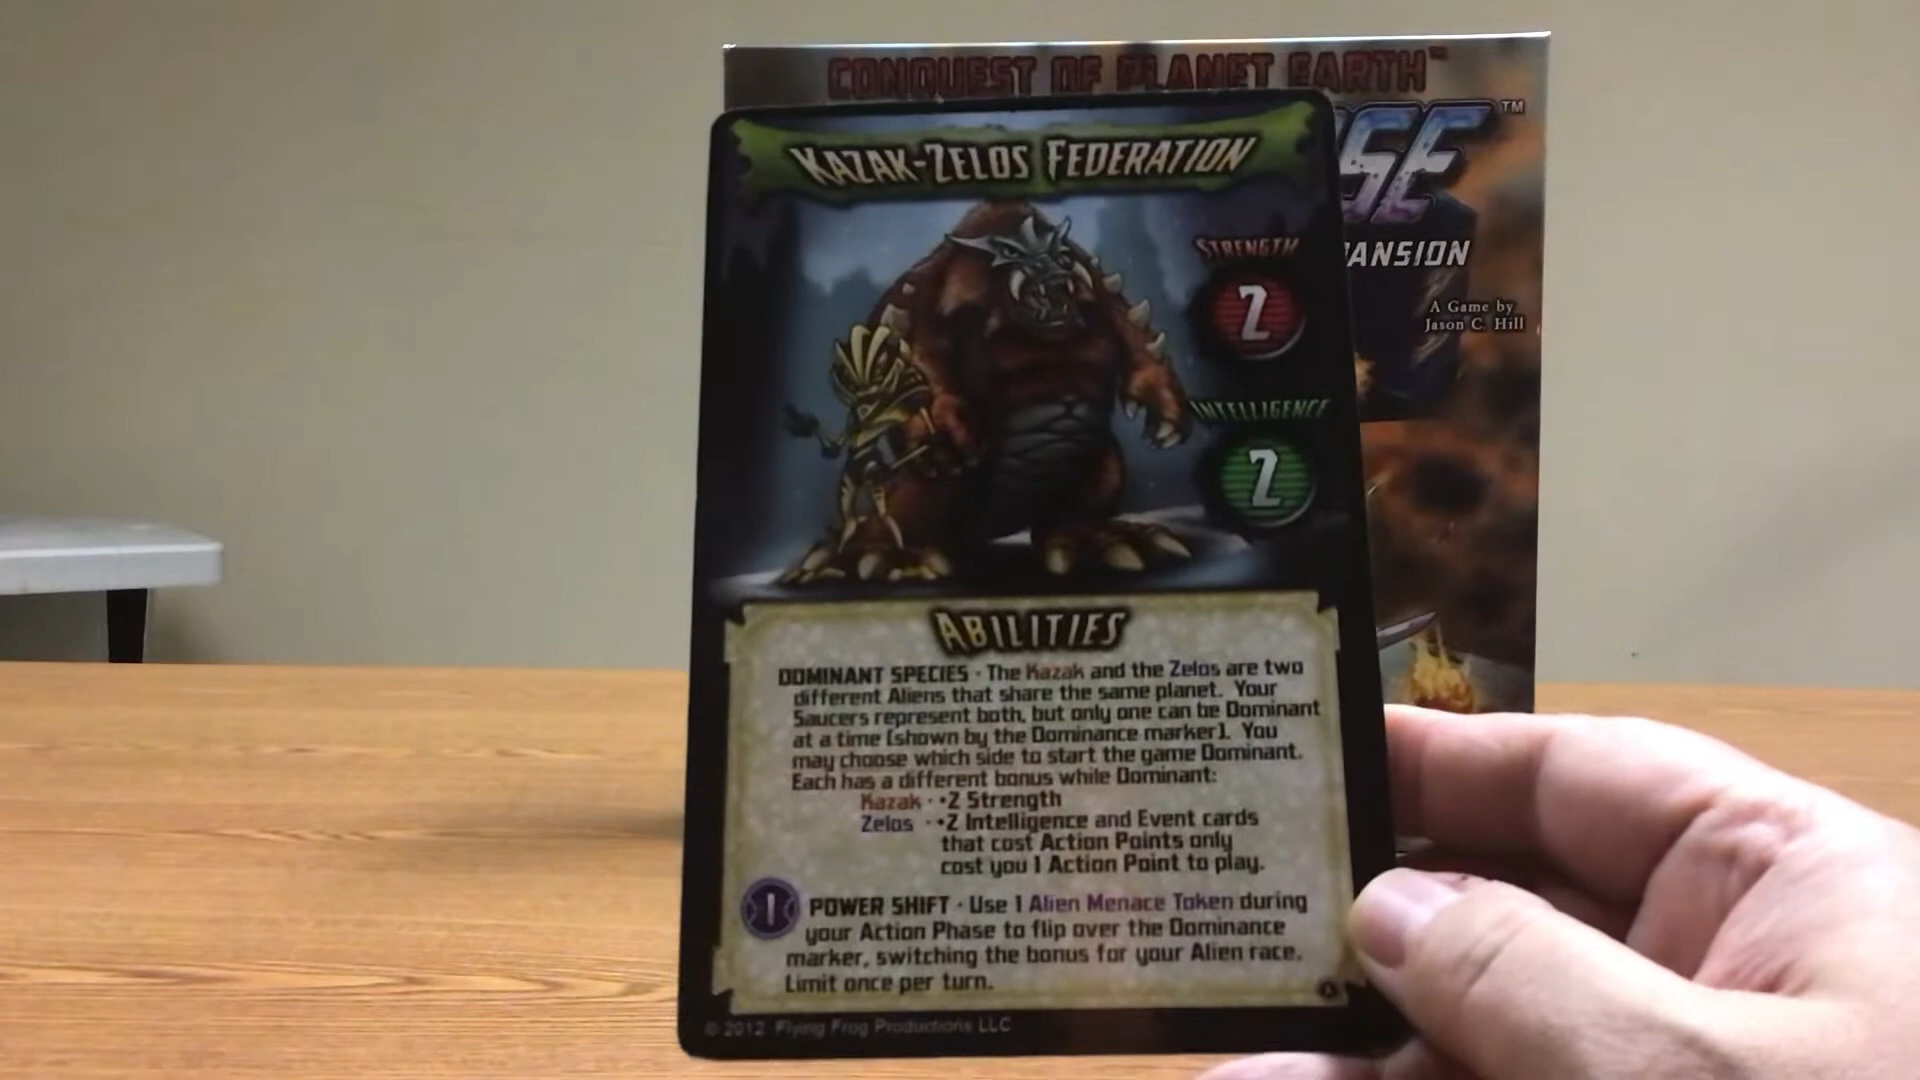 CONQUEST OF PLANET EARTH™
SE™
ANSION
A Game by
Jason C. Hill
KAZAK-ZELOS FEDERATION
STRENGTH
2
INTELLIGENCE
2
ABILITIES
DOMINANT SPECIES - The Kazak and the Zelos are two
different Aliens that share the same planet. Your
Saucers represent both, but only one can be Dominant
at a time [shown by the Dominance marker]. You
may choose which side to start the game Dominant.
Each has a different bonus while Dominant:
Kazak - +2 Strength
Zelos - +2 Intelligence and Event cards
that cost Action Points only
cost you 1 Action Point to play.
POWER SHIFT - Use 1 Alien Menace Token during
your Action Phase to flip over the Dominance
marker, switching the bonus for your Alien race.
Limit once per turn.
© 2012 Flying Frog Productions LLC